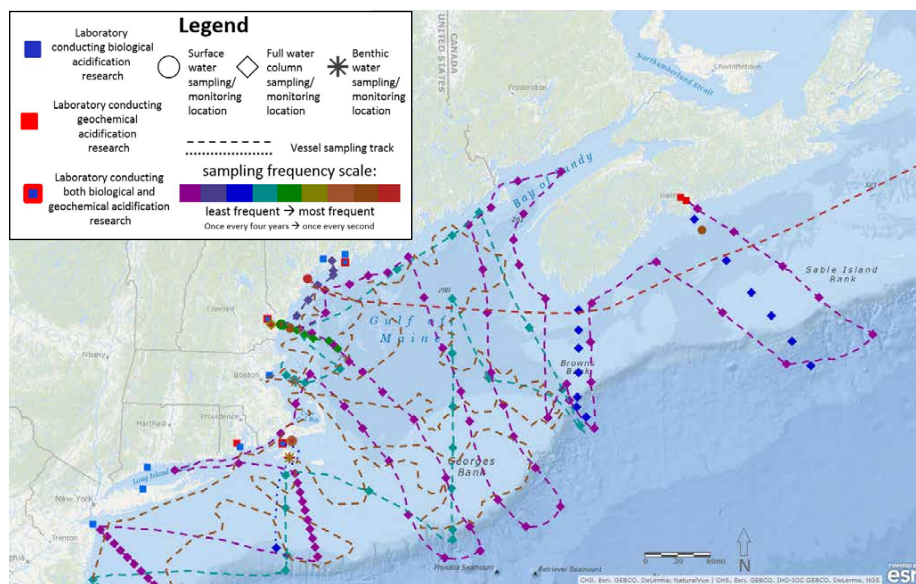 Legend
Laboratory
conducting biological
acidification
research
Surface
water
sampling/
monitoring
location
Full water
column
sampling/
monitoring
location
Benthic
water
sampling/
monitoring
location
Laboratory
conducting
geochemical
acidification
research
Vessel sampling track
Laboratory
conducting
both biological and
geochemical acidification
research
sampling frequency scale:
least frequent → most frequent
Once every four years → once every second
CANADA
UNITED STATES
Northumberland Strait
Charlottetown
Fredericton
Bay of Fundy
Halifax
321
Sable Island
Bank
Gulf of
Maine
Concord
Albany
Boston
Browns
Bank
Hartford
Providence
Georges
Bank
Long Island
New York
Trenton
Physalia Seamount
Retriever Seamount
N
esri